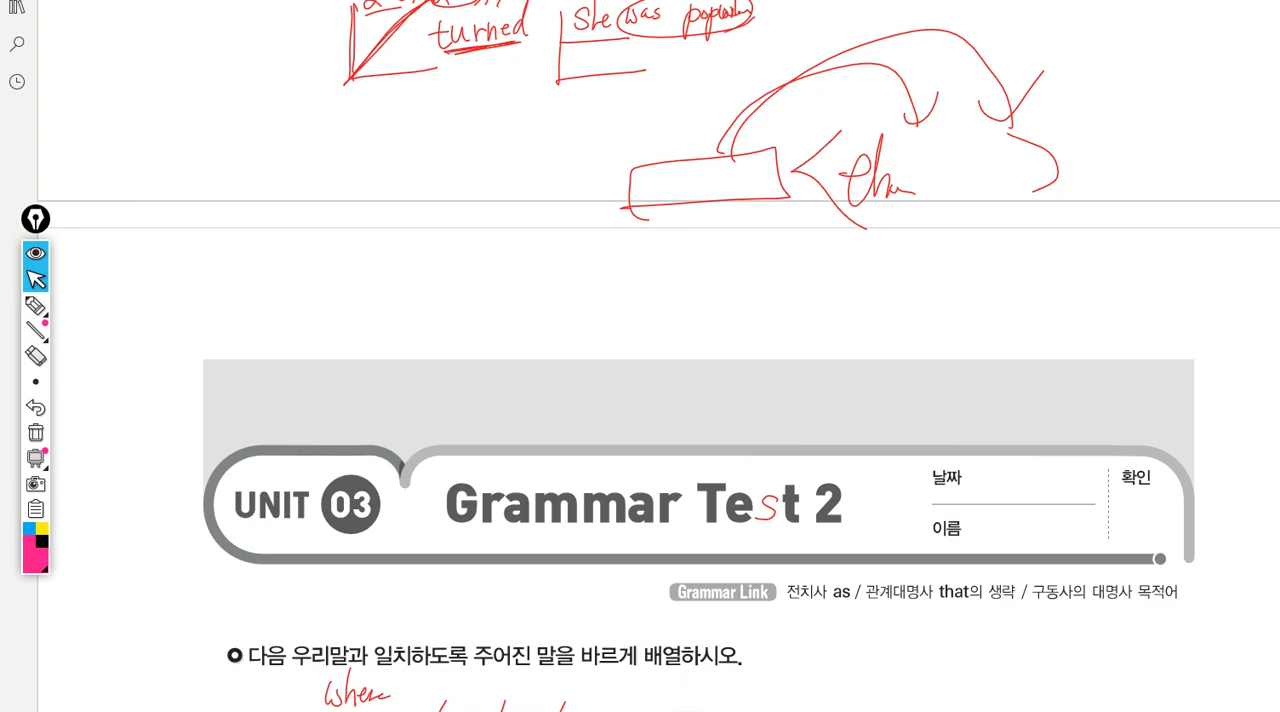 turned
She was popular
UNIT 03
Grammar Test 2
날짜
확인
이름
Grammar Link 전치사 as / 관계대명사 that의 생략 / 구동사의 대명사 목적어
다음 우리말과 일치하도록 주어진 말을 바르게 배열하시오.
where